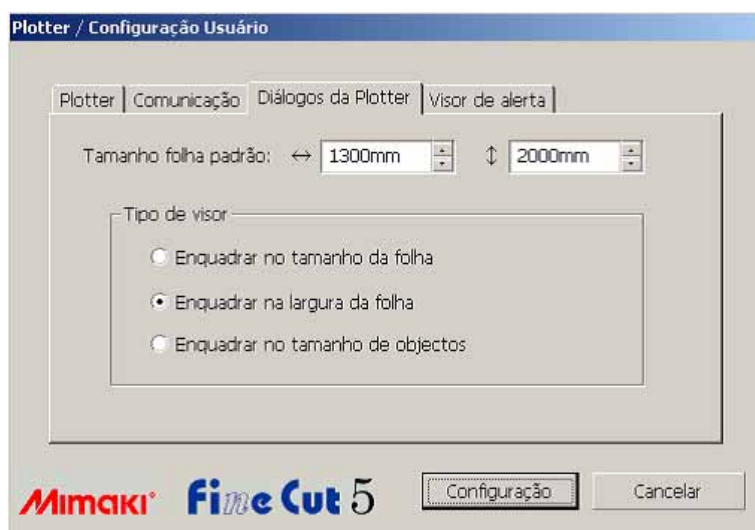 Plotter / Configuração Usuário
Plotter Comunicação Diálogos da Plotter Visor de alerta
Tamanho folha padrão: ↔ 1300mm ↕ 2000mm
Tipo de visor
Enquadrar no tamanho da folha
Enquadrar na largura da folha
Enquadrar no tamanho de objectos
Mimaki Fine Cut 5 Configuração Cancelar